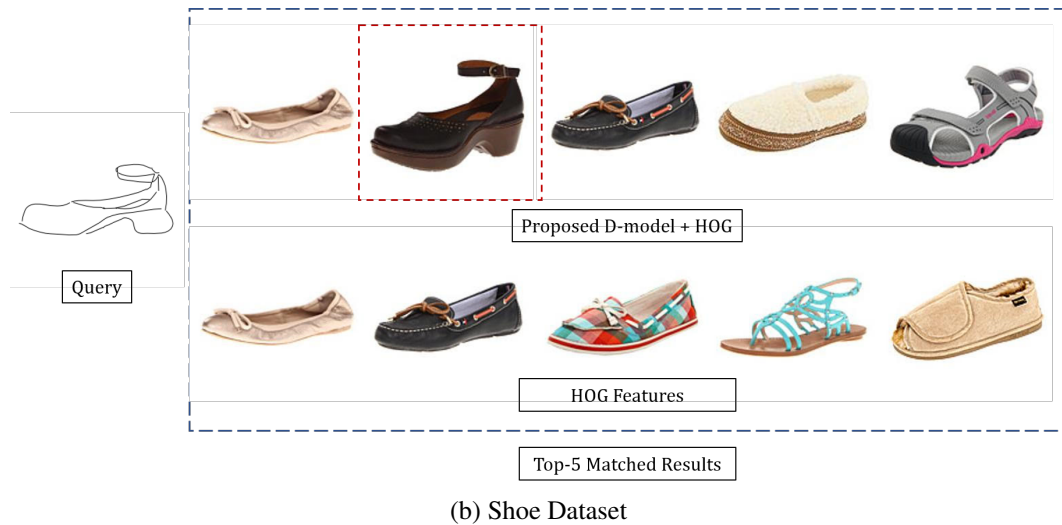 Proposed D-model + HOG
Query
HOG Features
Top-5 Matched Results
(b) Shoe Dataset